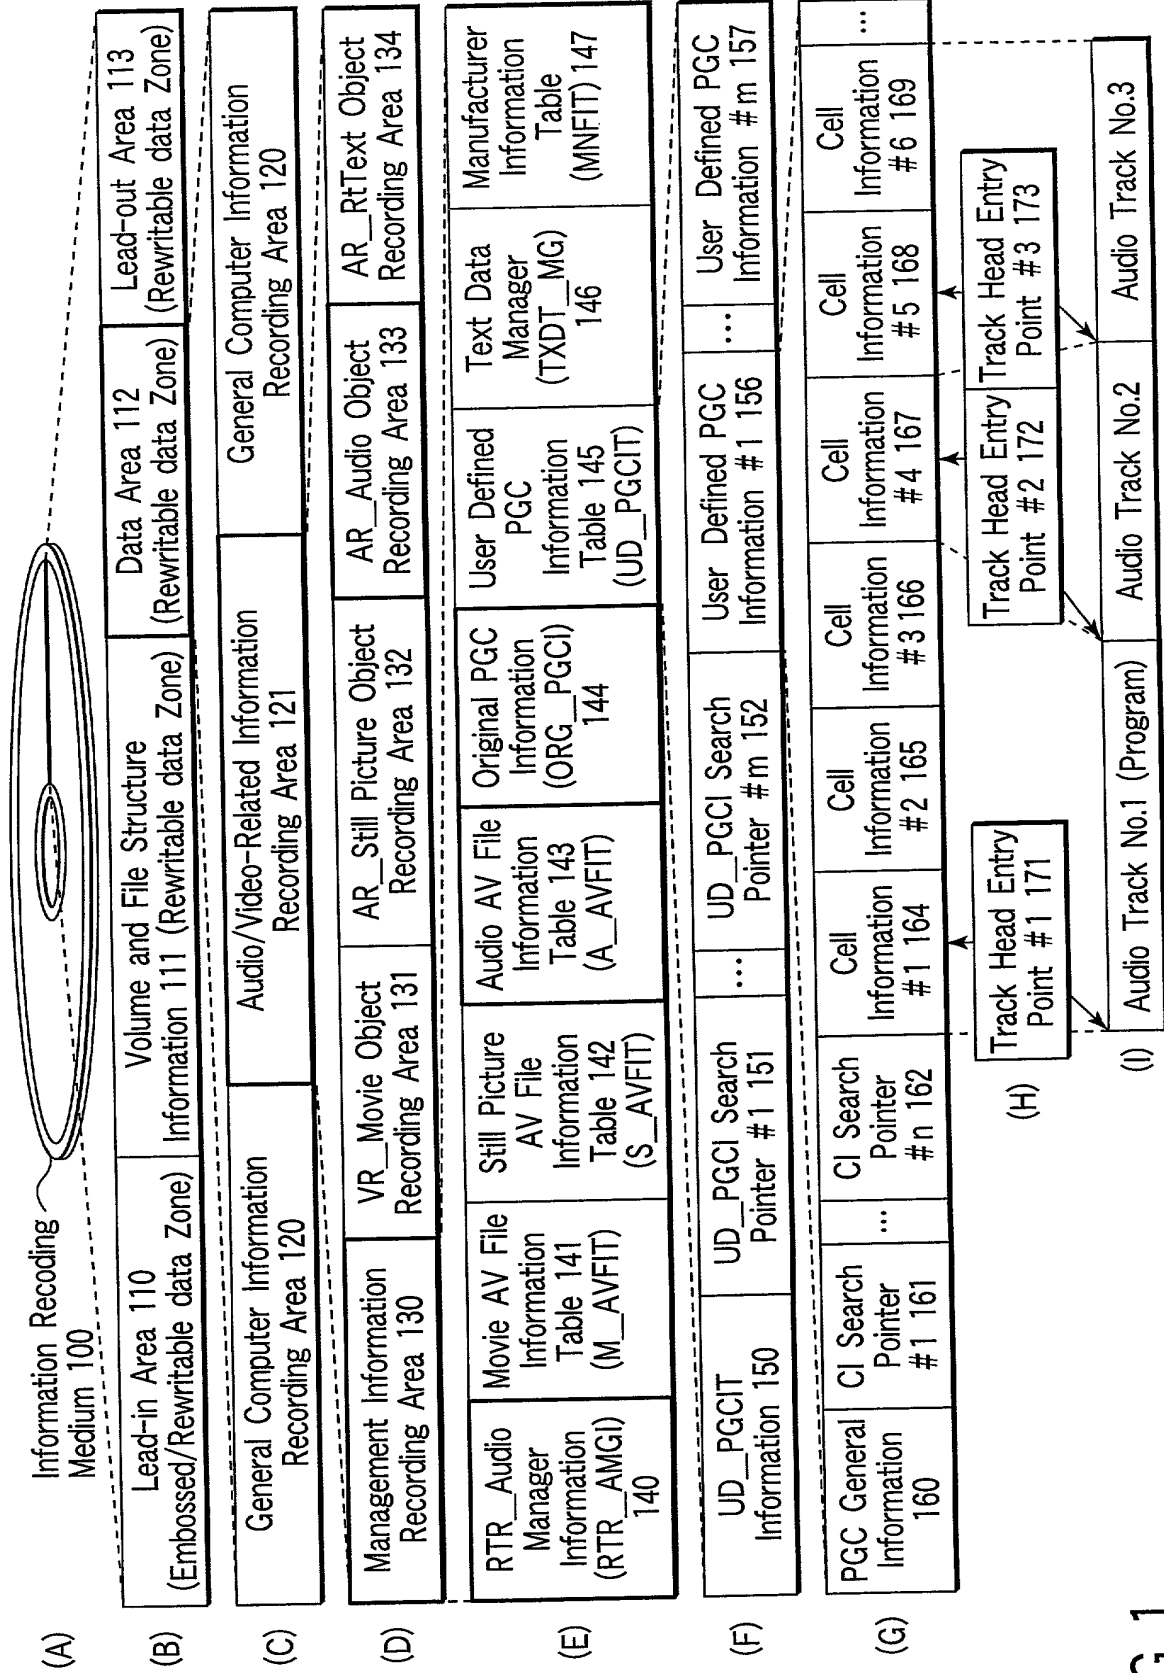 (A)
Information Recoding
Medium 100
(B)
Lead-in Area 110
(Embossed/Rewritable data Zone)
Volume and File Structure
Information 111 (Rewritable data Zone)
Data Area 112
(Rewritable data Zone)
Lead-out Area 113
(Rewritable data Zone)
(C)
General Computer Information
Recording Area 120
Audio/Video-Related Information
Recording Area 121
General Computer Information
Recording Area 120
(D)
Management Information
Recording Area 130
VR_Movie Object
Recording Area 131
AR_Still Picture Object
Recording Area 132
AR_Audio Object
Recording Area 133
AR_RtText Object
Recording Area 134
(E)
RTR_Audio
Manager
Information
(RTR_AMGI)
140
Movie AV File
Information
Table 141
(M_AVFIT)
Still Picture
AV File
Information
Table 142
(S_AVFIT)
Audio AV File
Information
Table 143
(A_AVFIT)
Original PGC
Information
(ORG_PGCI)
144
User Defined
PGC
Information
Table 145
(UD_PGCIT)
Text Data
Manager
(TXDT_MG)
146
Manufacturer
Information
Table
(MNFIT) 147
(F)
UD_PGCIT
Information 150
UD_PGCI Search
Pointer #1 151
...
UD_PGCI Search
Pointer #m 152
User Defined PGC
Information #1 156
...
User Defined PGC
Information #m 157
(G)
PGC General
Information
160
CI Search
Pointer
#1 161
...
CI Search
Pointer
#n 162
Cell
Information
#1 164
Cell
Information
#2 165
Cell
Information
#3 166
Cell
Information
#4 167
Cell
Information
#5 168
Cell
Information
#6 169
...
(H)
Track Head Entry
Point #1 171
Track Head Entry
Point #2 172
Track Head Entry
Point #3 173
(I)
Audio Track No.1 (Program)
Audio Track No.2
Audio Track No.3
G. 1